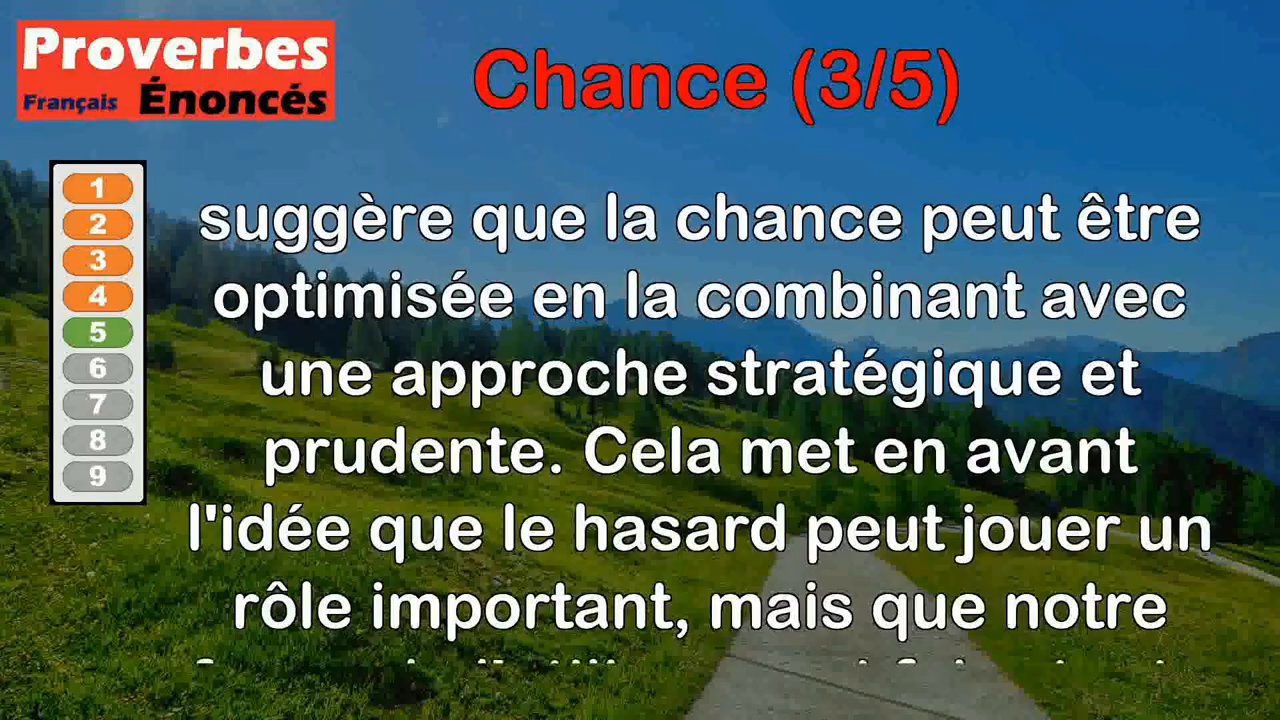 Proverbes
Français Énoncés
Chance (3/5)
1
2
3
4
5
6
7
8
9
suggère que la chance peut être
optimisée en la combinant avec
une approche stratégique et
prudente. Cela met en avant
l'idée que le hasard peut jouer un
rôle important, mais que notre